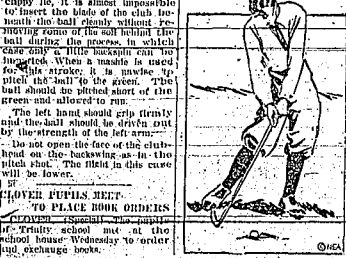 cuppy lie, it is almost impossible
to insert the blade of the club be-
neath the ball cleanly without re-
moving some of the soil behind the
ball during the process, in which
case only a little backspin can be
imparted. When a mashie is used
for this stroke, it is unwise to
pitch the ball to the green. The
ball should be pitched short of the
green and allowed to run.
The left hand should grip firmly
and the ball should be driven out
by the strength of the left arm.
Do not open the face of the club-
head on the backswing as in the
pitch shot. The flight in this case
will be lower.
CLOVER PUPILS MEET
TO PLACE BOOK ORDERS
CLOVER, (Special) The pupils
of Trinity school met at the
school house Wednesday to order
and exchange books.
©NEA